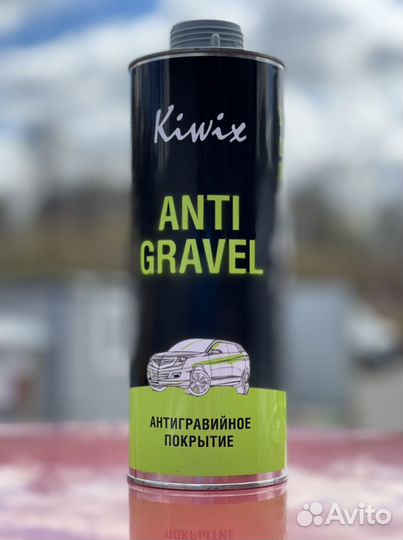 Kiwix
ANTI
GRAVEL
АНТИГРАВИЙНОЕ
ПОКРЫТИЕ
Avito